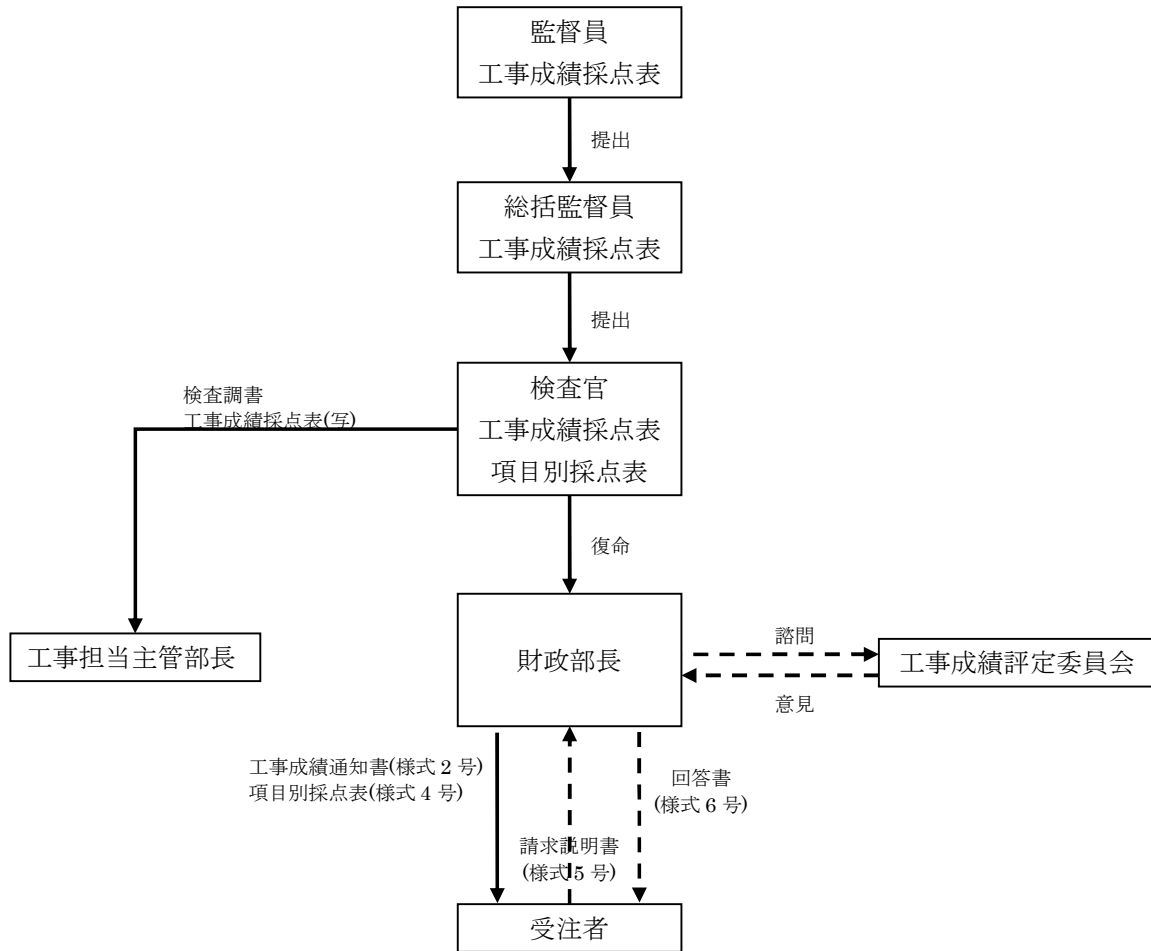 監督員
工事成績採点表
提出
総括監督員
工事成績採点表
提出
検査調書
工事成績採点表(写)
検査官
工事成績採点表
項目別採点表
復命
工事担当主管部長
財政部長
諮問
意見
工事成績評定委員会
工事成績通知書(様式2号)
項目別採点表(様式4号)
回答書
(様式6号)
請求説明書
(様式5号)
受注者